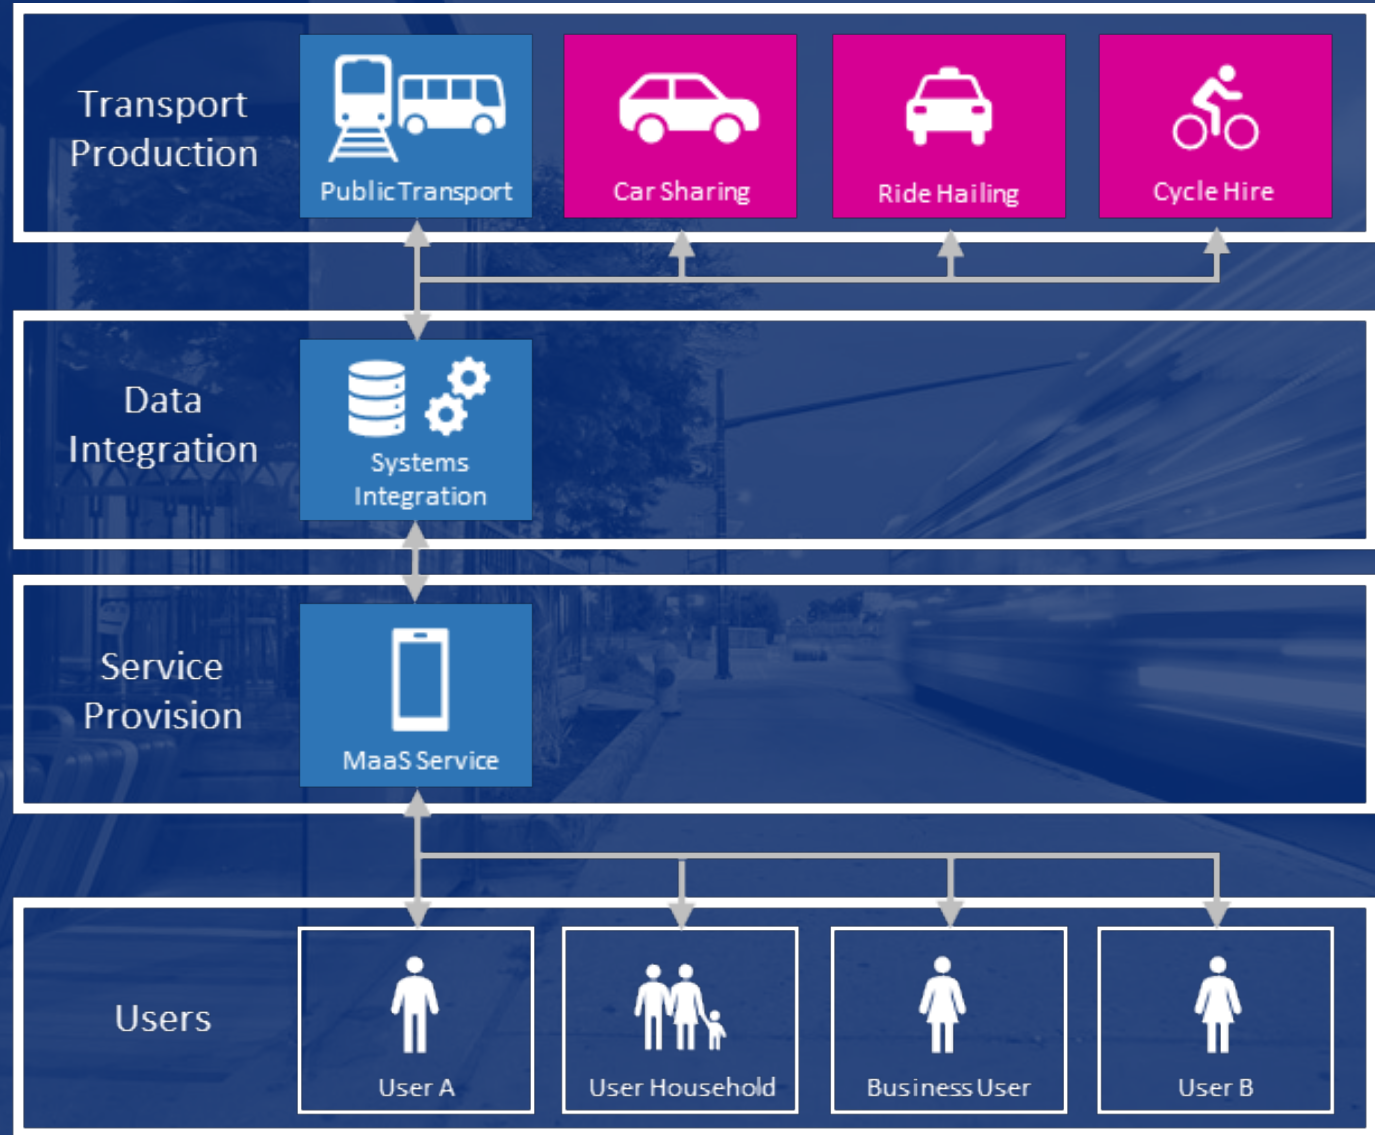 Transport
Production
Public Transport
Car Sharing
Ride Hailing
Cycle Hire
Data
Integration
Systems
Integration
Service
Provision
MaaS Service
Users
User A
User Household
Business User
User B